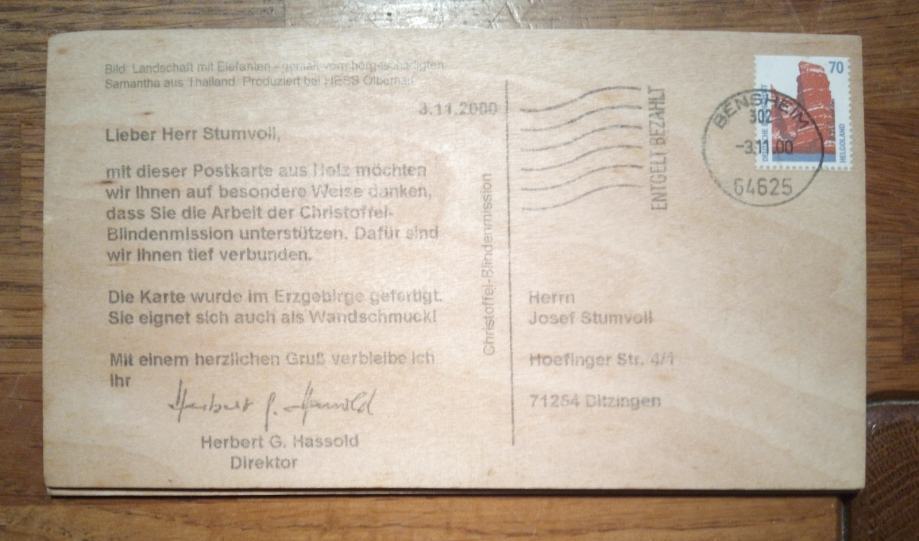 Bild: Landschaft mit Elefanten - gemalt vom hörgeschädigten
Samantha aus Thailand. Produziert bei HESS Olbernhau
3.11.2000
Lieber Herr Stumvoll,
mit dieser Postkarte aus Holz möchten
wir Ihnen auf besondere Weise danken,
dass Sie die Arbeit der Christoffel-
Blindenmission unterstützen. Dafür sind
wir Ihnen tief verbunden.
Die Karte wurde im Erzgebirge gefertigt.
Sie eignet sich auch als Wandschmuck!
Mit einem herzlichen Gruß verbleibe ich
Ihr
Herbert G. Hassold
Herbert G. Hassold
Direktor
Christoffel-Blindenmission
ENTGELT BEZAHLT
BENSHEIM
302
-3.11.00
64625
70
DEUTSCHE
HELGOLAND
Herrn
Josef Stumvoll
Hoefinger Str. 4/1
71254 Ditzingen